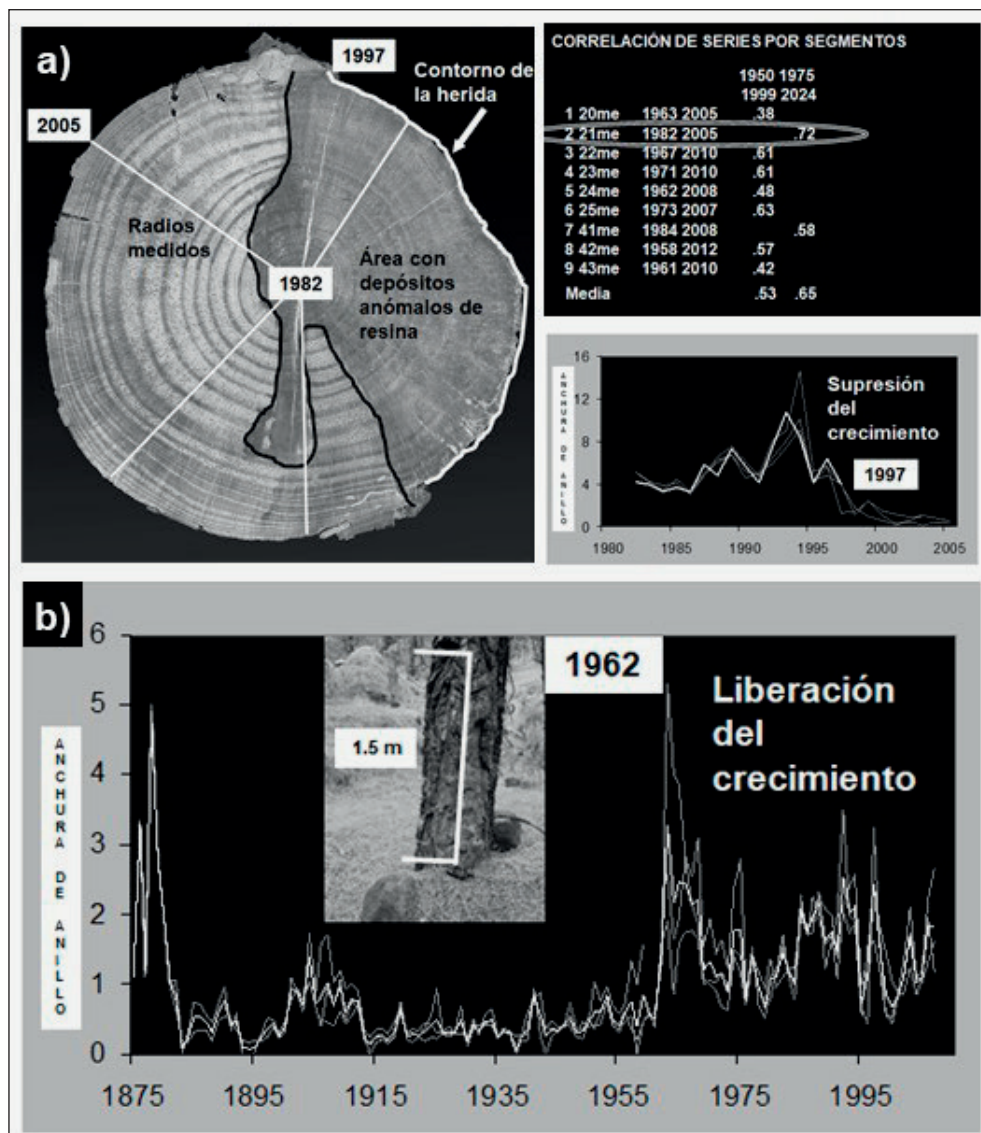 a)
1997
Contorno de
la herida
2005
Radios
medidos
1982
Área con
depósitos
anómalos de
resina
CORRELACIÓN DE SERIES POR SEGMENTOS
1950 1975
1999 2024
1 20me 1963 2005 .38
2 21me 1982 2005 .72
3 22me 1967 2010 .61
4 23me 1971 2010 .61
5 24me 1962 2008 .48
6 25me 1973 2007 .63
7 41me 1984 2008 .58
8 42me 1958 2012 .57
9 43me 1961 2010 .42
Media .53 .65
16
12
8
4
0
ANCHURA DE ANILLO
Supresión
del
crecimiento
1997
1980 1985 1990 1995 2000 2005
b)
6
5
4
3
2
1
0
ANCHURA DE ANILLO
1.5 m
1962
Liberación
del
crecimiento
1875 1895 1915 1935 1955 1975 1995